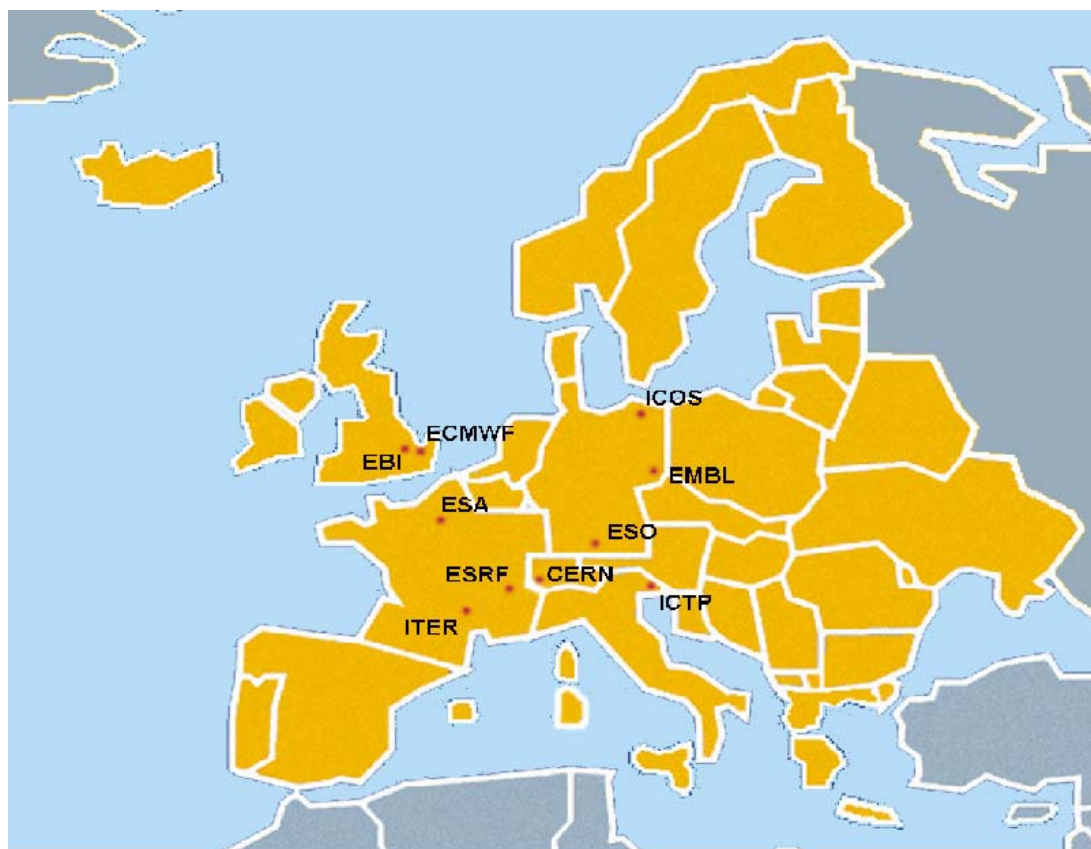 ICOS
ECMWF
EBI
EMBL
ESA
ESO
ESRF
CERN
ICTP
ITER